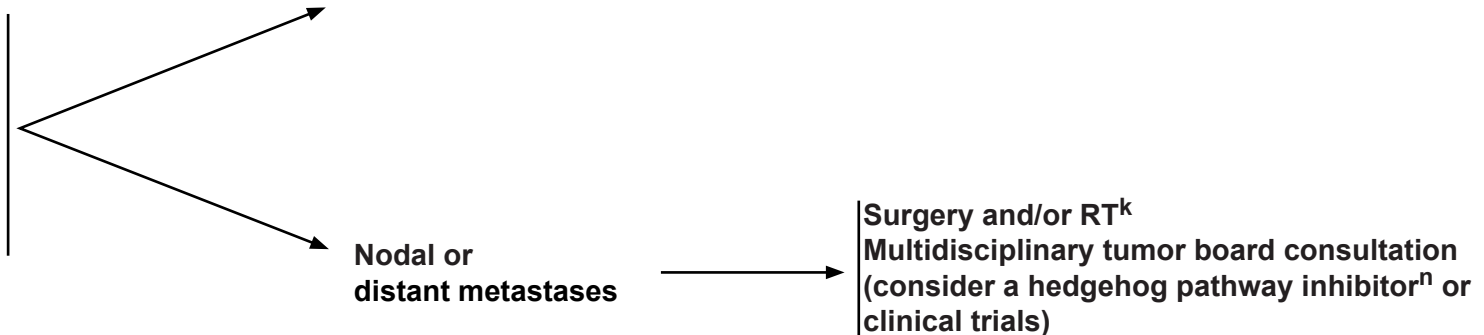 Nodal or
distant metastases
Surgery and/or RTᵏ
Multidisciplinary tumor board consultation
(consider a hedgehog pathway inhibitorⁿ or
clinical trials)